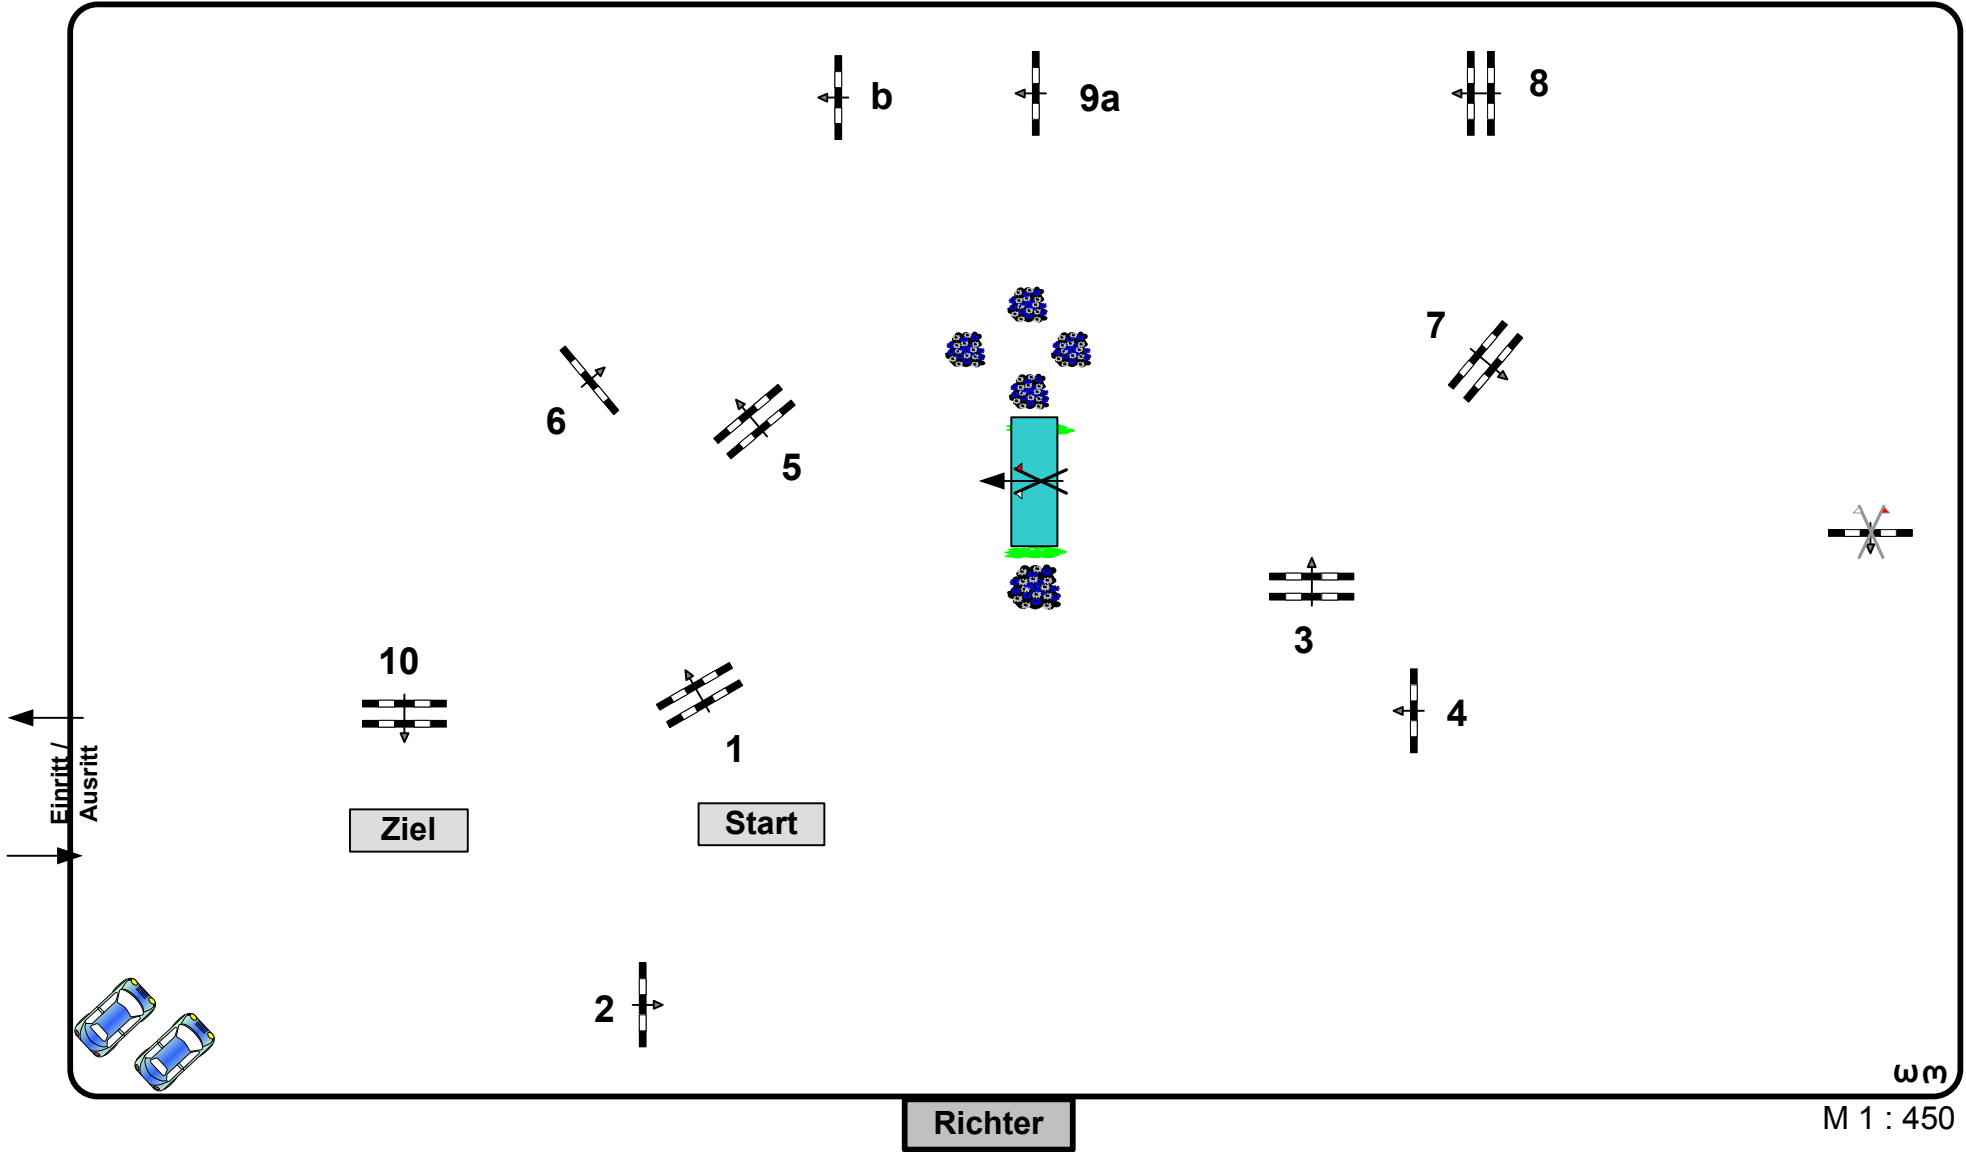 b
9a
8
7
6
5
3
10
4
1
Einritt /
Ausritt
Ziel
Start
2
ωm
Richter
M 1 : 450